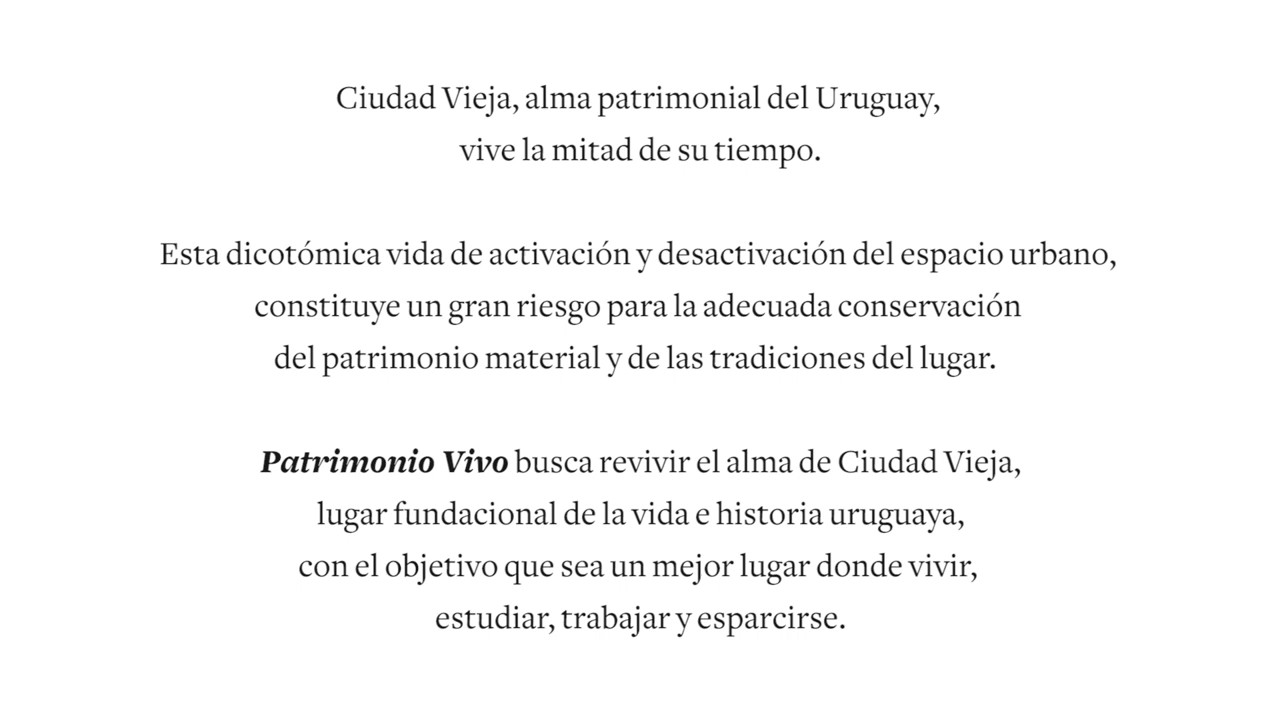 Ciudad Vieja, alma patrimonial del Uruguay,
vive la mitad de su tiempo.
Esta dicotómica vida de activación y desactivación del espacio urbano,
constituye un gran riesgo para la adecuada conservación
del patrimonio material y de las tradiciones del lugar.
Patrimonio Vivo busca revivir el alma de Ciudad Vieja,
lugar fundacional de la vida e historia uruguaya,
con el objetivo que sea un mejor lugar donde vivir,
estudiar, trabajar y esparcirse.